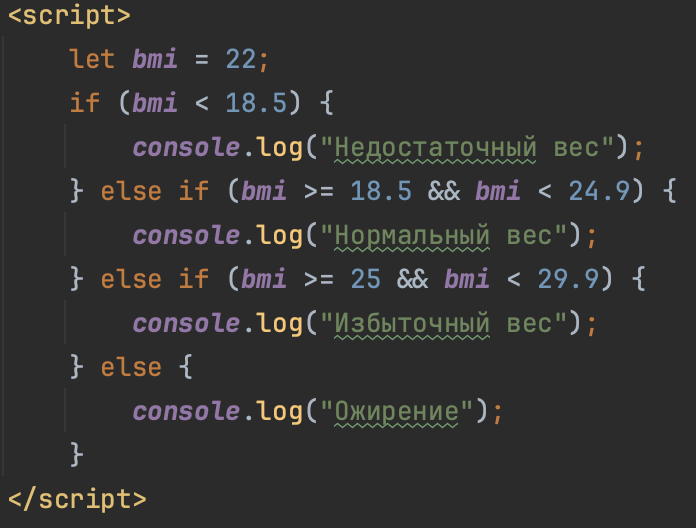 <script>
let bmi = 22;
if (bmi < 18.5) {
console.log("Недостаточный вес");
} else if (bmi >= 18.5 && bmi < 24.9) {
console.log("Нормальный вес");
} else if (bmi >= 25 && bmi < 29.9) {
console.log("Избыточный вес");
} else {
console.log("Ожирение");
}
</script>